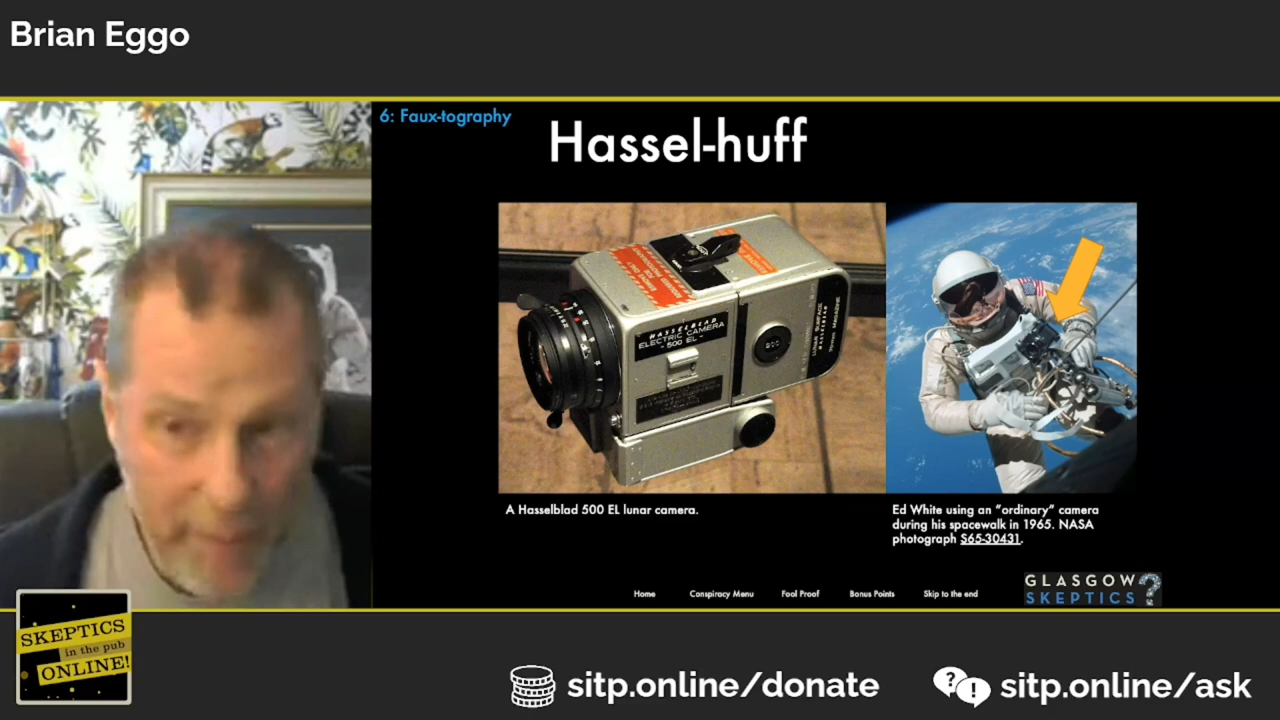 Brian Eggo
6: Faux-tography
Hassel-huff
HASSELBLAD
ELECTRIC CAMERA
- 500 EL -
A Hasselblad 500 EL lunar camera.
Ed White using an “ordinary” camera
during his spacewalk in 1965. NASA
photograph S65-30431.
Home
Conspiracy Menu
Fool Proof
Bonus Points
Skip to the end
GLASGOW
SKEPTICS
?
SKEPTICS
in the pub
ONLINE!
sitp.online/donate
sitp.online/ask